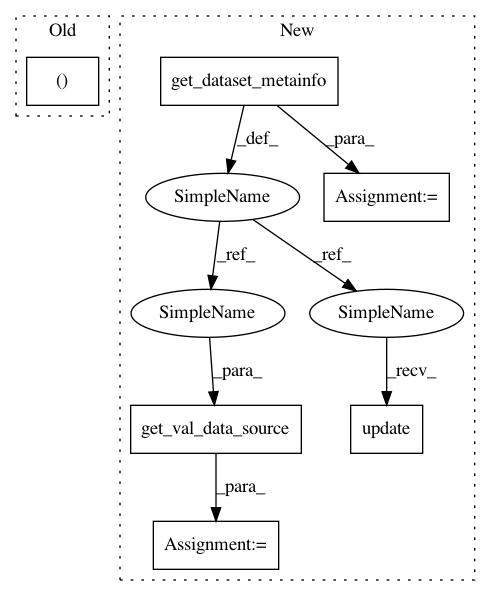 Old
New
()
get_dataset_metainfo
_def_
_para_
SimpleName
Assignment:=
_ref_
_ref_
SimpleName
SimpleName
_para_
_recv_
get_val_data_source
update
_para_
Assignment:=